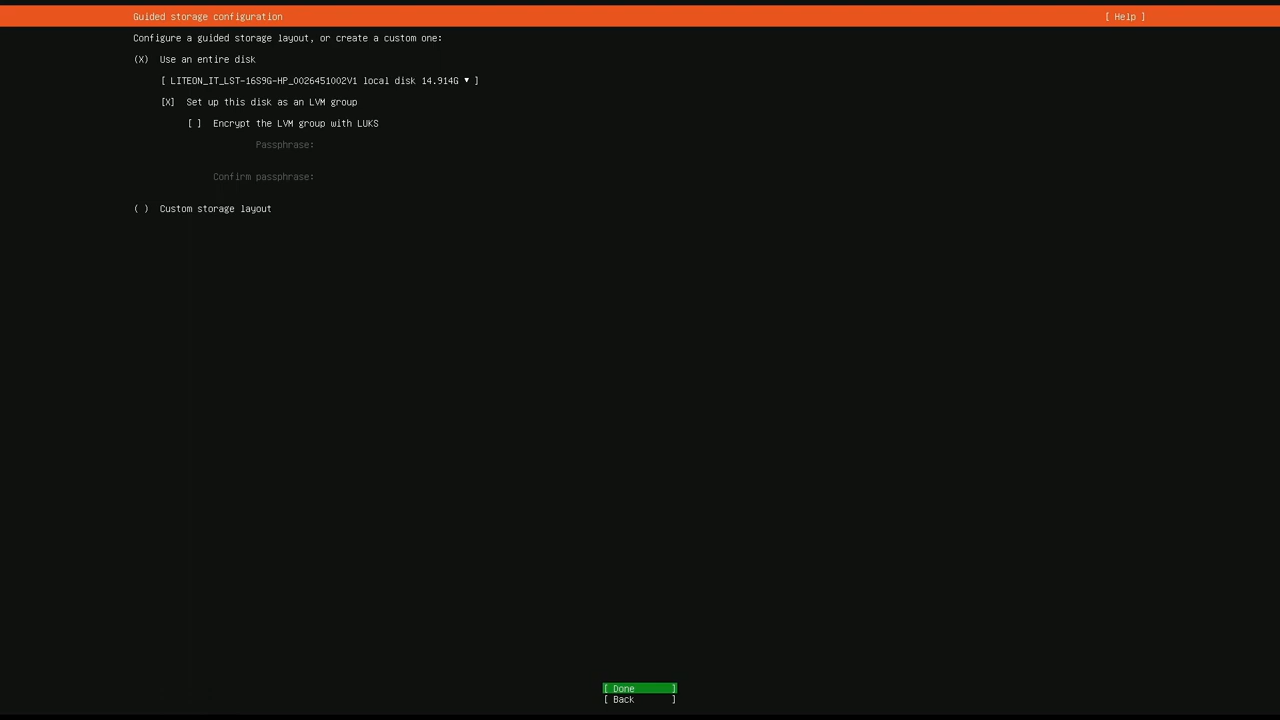 Guided storage configuration [ Help ]
Configure a guided storage layout, or create a custom one:
(X) Use an entire disk
[ LITEON_IT_LST-16S9G-HP_0026451002V1 local disk 14.914G ▾ ]
[X] Set up this disk as an LVM group
[ ] Encrypt the LVM group with LUKS
Passphrase:
Confirm passphrase:
( ) Custom storage layout
[ Done ]
[ Back ]